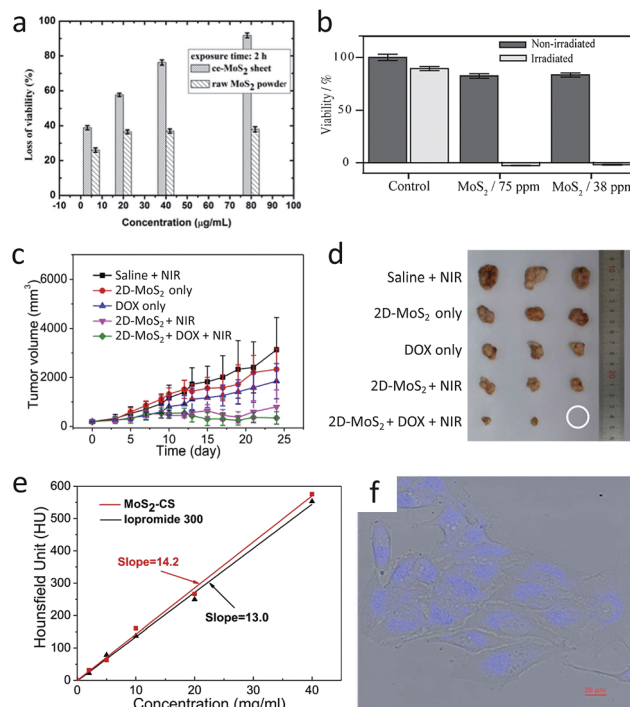 a
exposure time: 2 h
ce-MoS₂ sheet
raw MoS₂ powder
Loss of viability (%)
100
80
60
40
20
0
-10 0 10 20 30 40 50 60 70 80 90 100
Concentration (µg/mL)
b
Non-irradiated
Irradiated
Viability / %
100
50
0
Control MoS₂ / 75 ppm MoS₂ / 38 ppm
c
Saline + NIR
2D-MoS₂ only
DOX only
2D-MoS₂ + NIR
2D-MoS₂ + DOX + NIR
Tumor volume (mm³)
6000
4000
2000
0
0 5 10 15 20 25
Time (day)
d
Saline + NIR
2D-MoS₂ only
DOX only
2D-MoS₂ + NIR
2D-MoS₂ + DOX + NIR
e
MoS₂-CS
Iopromide 300
Slope=14.2
Slope=13.0
Hounsfield Unit (HU)
600
500
400
300
200
100
0
0 10 20 30 40
Concentration (mg/ml)
f
20 µm